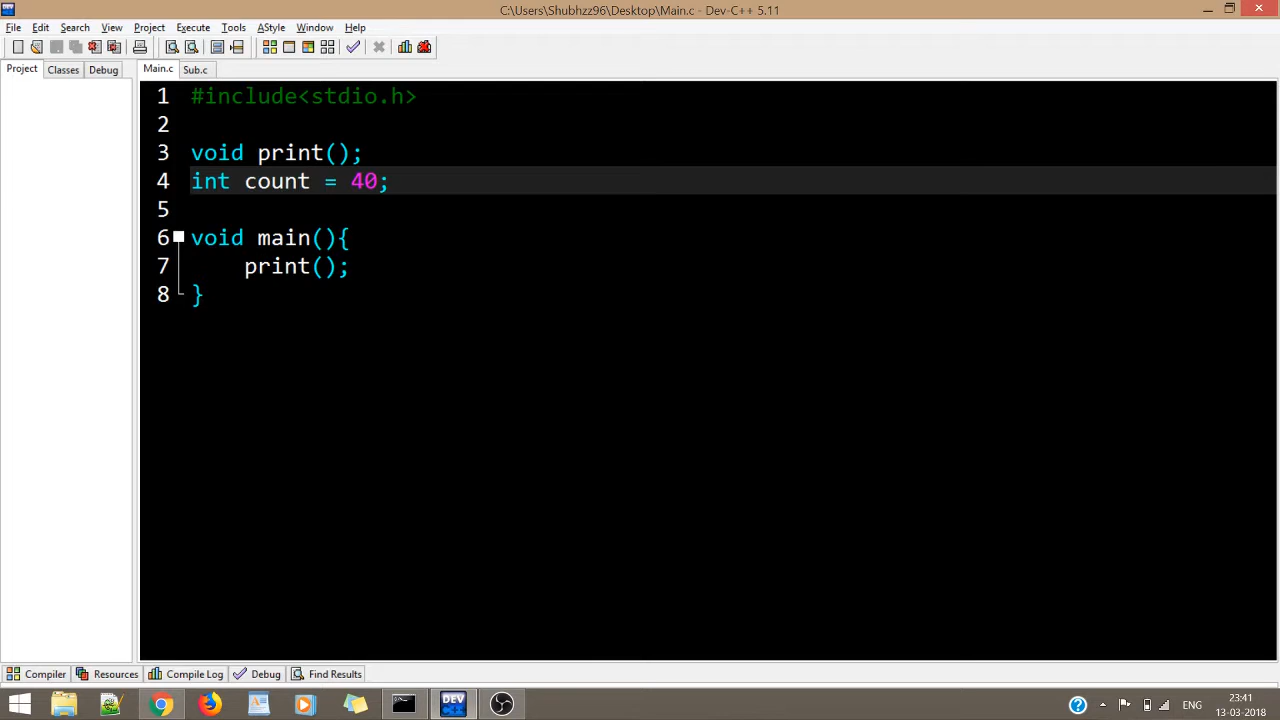 C:\Users\Shubhzz96\Desktop\Main.c - Dev-C++ 5.11
File Edit Search View Project Execute Tools AStyle Window Help
Project Classes Debug Main.c Sub.c
1 #include<stdio.h>
2
3 void print();
4 int count = 40;
5
6 void main(){
7 print();
8 }
Compiler Resources Compile Log Debug Find Results
DEV
ENG
23:41
13-03-2018